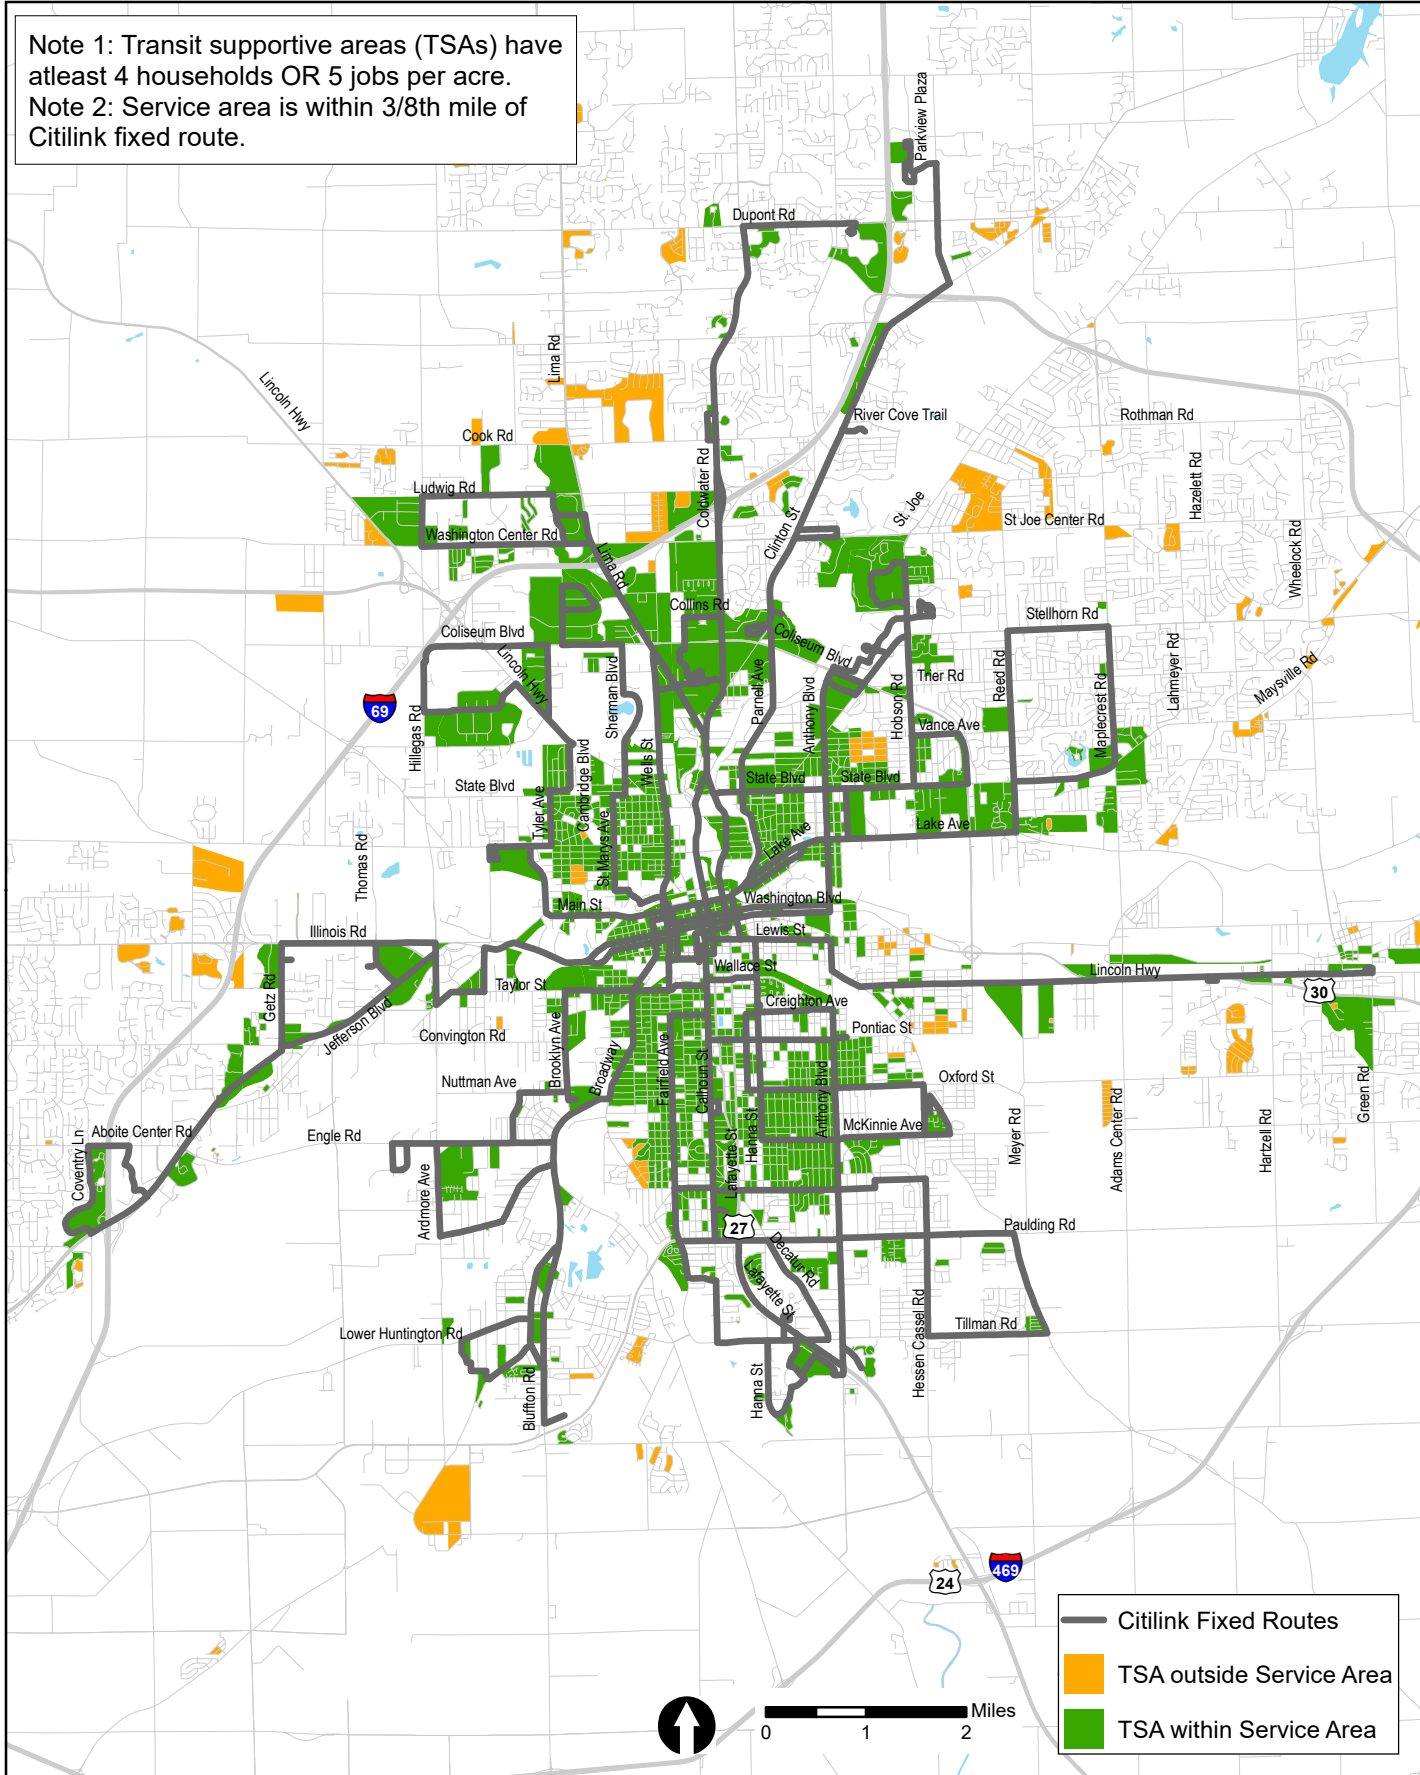 Note 1: Transit supportive areas (TSAs) have
atleast 4 households OR 5 jobs per acre.
Note 2: Service area is within 3/8th mile of
Citilink fixed route.
Parkview Plaza
Dupont Rd
Lima Rd
Lincoln Hwy
River Cove Trail
Rothman Rd
Cook Rd
Coldwater Rd
Hazelett Rd
Ludwig Rd
St. Joe
St Joe Center Rd
Washington Center Rd
Clinton St
Wheelock Rd
Lima Rd
Collins Rd
Stellhorn Rd
Coliseum Blvd
Coliseum Blvd
Lincoln Hwy
Sherman Blvd
Parnell Ave
Anthony Blvd
Hobson Rd
Trier Rd
Reed Rd
Maplecrest Rd
Lahmeyer Rd
Maysville Rd
69
Hillegas Rd
Vance Ave
Wells St
Cambridge Blvd
State Blvd
State Blvd
State Blvd
Tyler Ave
St Marys Ave
Lake Ave
Lake Ave
Thomas Rd
Main St
Washington Blvd
Illinois Rd
Lewis St
Wallace St
Lincoln Hwy
30
Taylor St
Getz Rd
Jefferson Blvd
Creighton Ave
Convington Rd
Pontiac St
Brooklyn Ave
Broadway
Fairfield Ave
Calhoun St
Nuttman Ave
Oxford St
Anthony Blvd
Hanna St
Lafayette St
McKinnie Ave
Meyer Rd
Adams Center Rd
Hartzell Rd
Green Rd
Aboite Center Rd
Engle Rd
Coventy Ln
Ardmore Ave
27
Paulding Rd
Decatur Rd
Lafayette St
Hessen Cassel Rd
Tillman Rd
Lower Huntington Rd
Bluffton Rd
Hanna St
469
24
Citilink Fixed Routes
TSA outside Service Area
TSA within Service Area
Miles
0 1 2